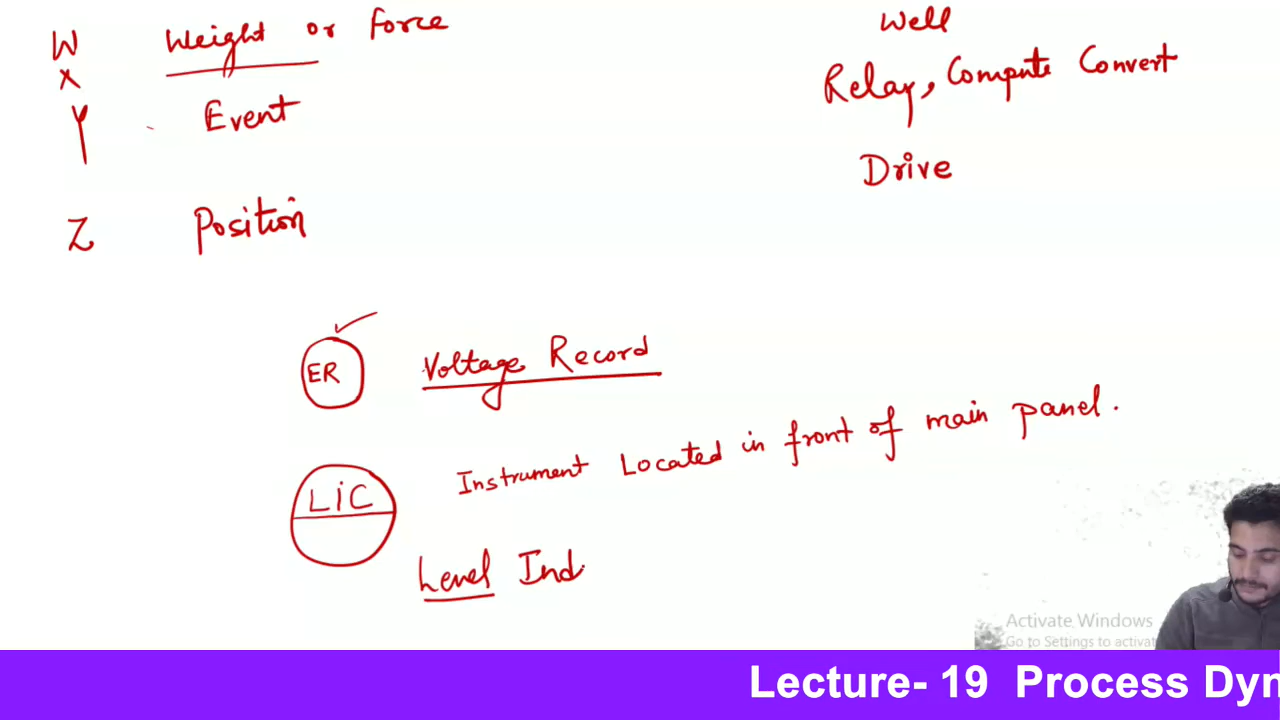 W Weight or Force Well
X
Y Event Relay, Compute Convert
Z Position Drive
ER Voltage Record
LiC Instrument Located in front of main panel.
Level Ind
Activate Windows
Go to Settings to activat
Lecture- 19 Process Dyn